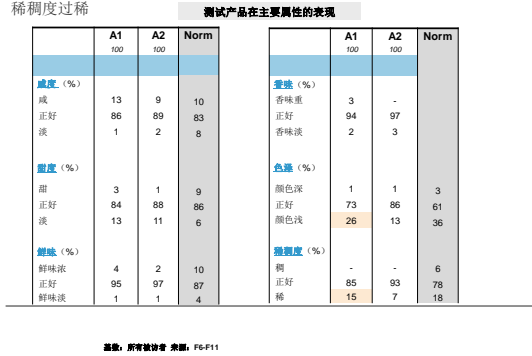 稀稠度过稀
测试产品在主要属性的表现
A1 A2 Norm
100 100
咸度（%）
咸 13 9 10
正好 86 89 83
淡 1 2 8
甜度（%）
甜 3 1 9
正好 84 88 86
淡 13 11 6
鲜味（%）
鲜味浓 4 2 10
正好 95 97 87
鲜味淡 1 1 4
A1 A2 Norm
100 100
香味（%）
香味重 3 -
正好 94 97
香味淡 2 3
色泽（%）
颜色深 1 1 3
正好 73 86 61
颜色浅 26 13 36
稀稠度（%）
稠 - - 6
正好 85 93 78
稀 15 7 18
基数：所有被访者 来源：F6-F11